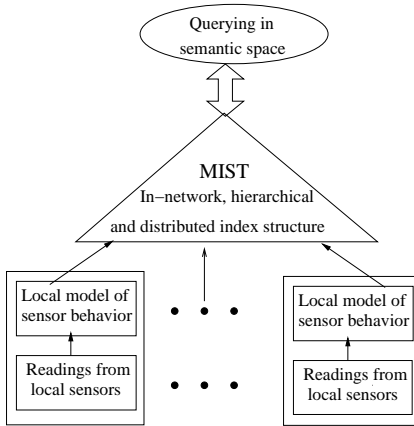 Querying in
semantic space
MIST
In-network, hierarchical
and distributed index structure
Local model of
sensor behavior
Readings from
local sensors
Local model of
sensor behavior
Readings from
local sensors